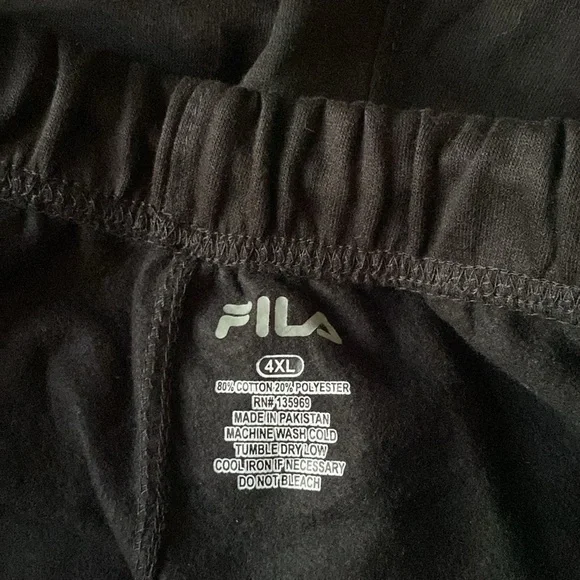 FILA
4XL
80% COTTON 20% POLYESTER
RN# 135969
MADE IN PAKISTAN
MACHINE WASH COLD
TUMBLE DRY LOW
COOL IRON IF NECESSARY
DO NOT BLEACH